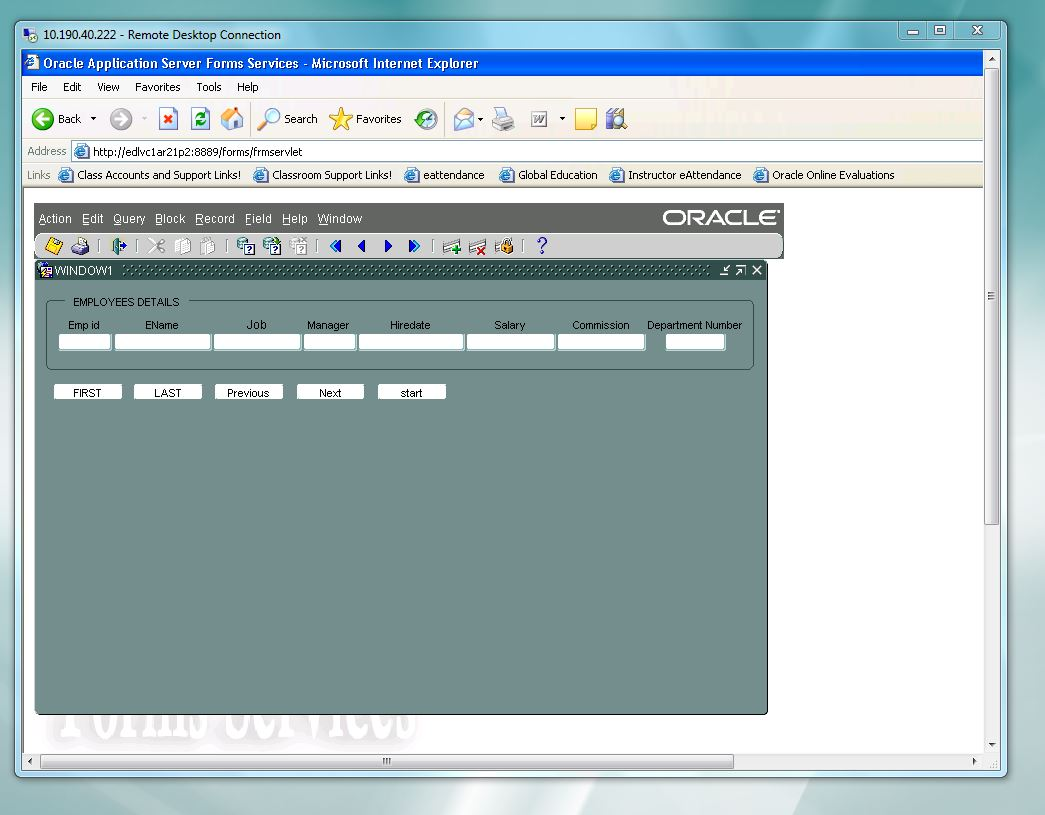 10.190.40.222 - Remote Desktop Connection
Oracle Application Server Forms Services - Microsoft Internet Explorer
File Edit View Favorites Tools Help
Back Search Favorites
Address http://edlvc1ar21p2:8889/forms/frmservlet
Links Class Accounts and Support Links! Classroom Support Links! eattendance Global Education Instructor eAttendance Oracle Online Evaluations
Action Edit Query Block Record Field Help Window ORACLE
WINDOW1
EMPLOYEES DETAILS
Emp id EName Job Manager Hiredate Salary Commission Department Number
FIRST LAST Previous Next start
Forms Services